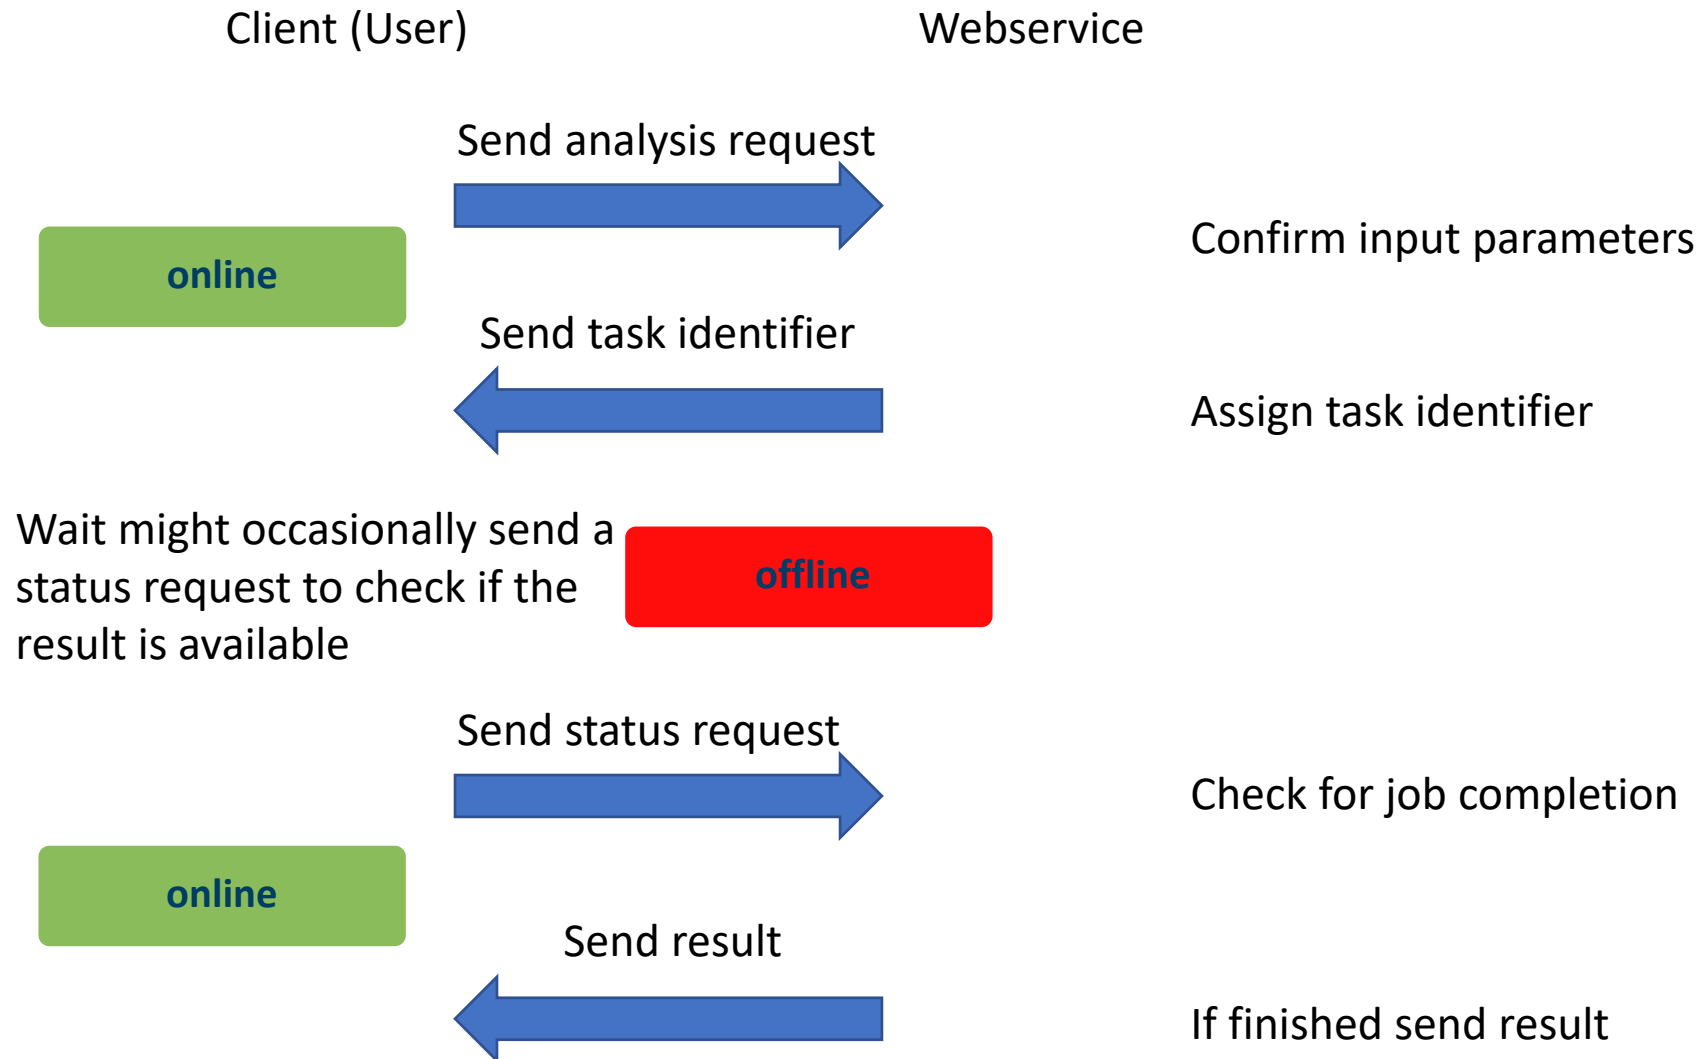 Client (User)
Webservice
Send analysis request
Confirm input parameters
online
Send task identifier
Assign task identifier
Wait might occasionally send a
status request to check if the
result is available
offline
Send status request
Check for job completion
online
Send result
If finished send result